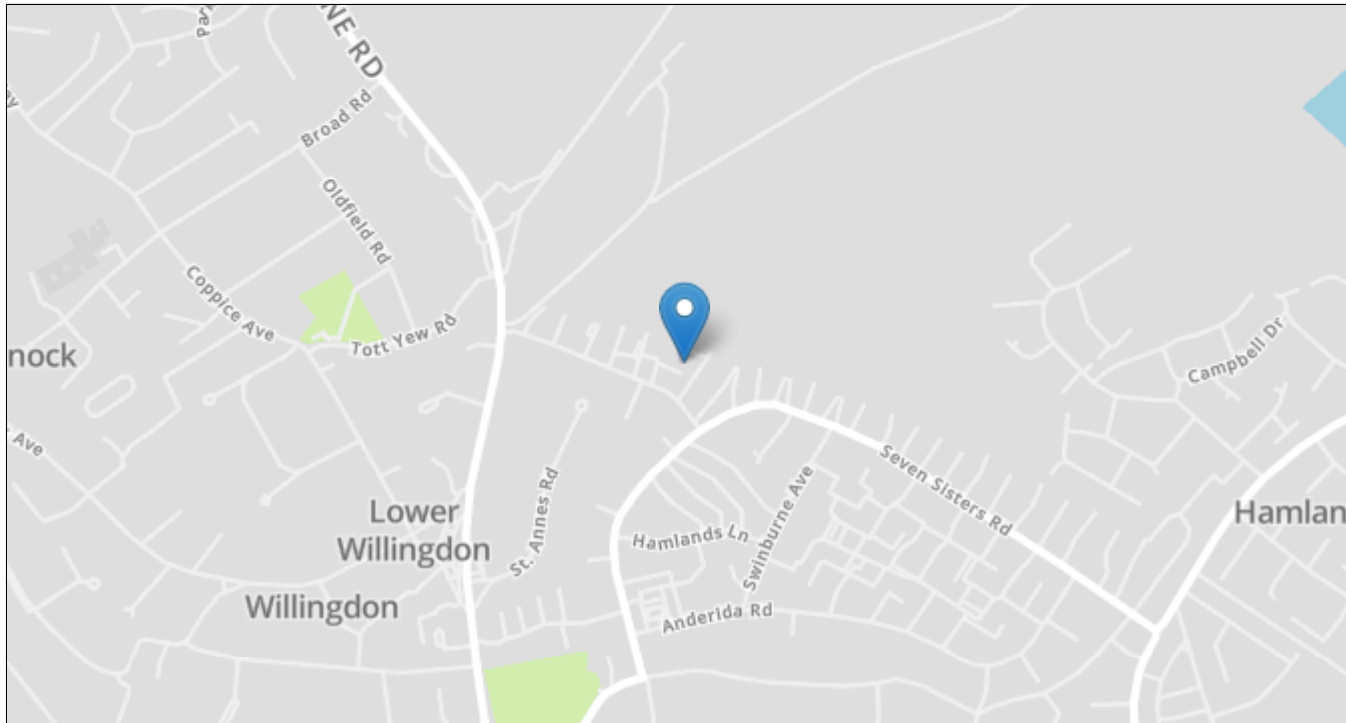 NE RD
Broad Rd
Oldfield Rd
Coppice Ave
Tott Yew Rd
nock
Campbell Dr
Ave
Seven Sisters Rd
Lower
Willingdon
St. Annes Rd
Hamlands Ln
Swinburne Ave
Hamlan
Willingdon
Anderida Rd